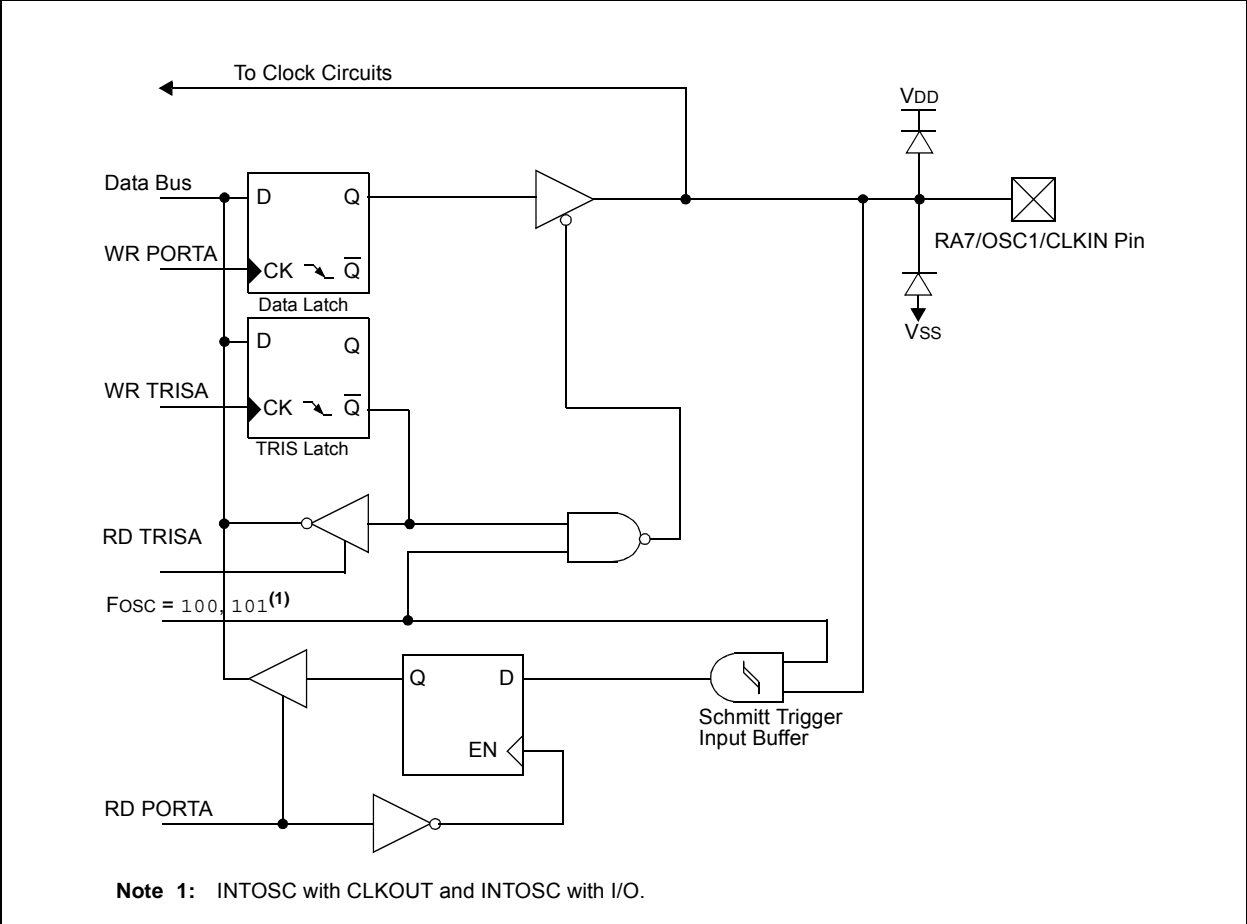 To Clock Circuits
VDD
Data Bus
D
Q
WR PORTA
CK
Q̅
Data Latch
RA7/OSC1/CLKIN Pin
VSS
D
Q
WR TRISA
CK
Q̅
TRIS Latch
RD TRISA
FOSC = 100, 101(1)
Q
D
EN
Schmitt Trigger
Input Buffer
RD PORTA
Note 1: INTOSC with CLKOUT and INTOSC with I/O.